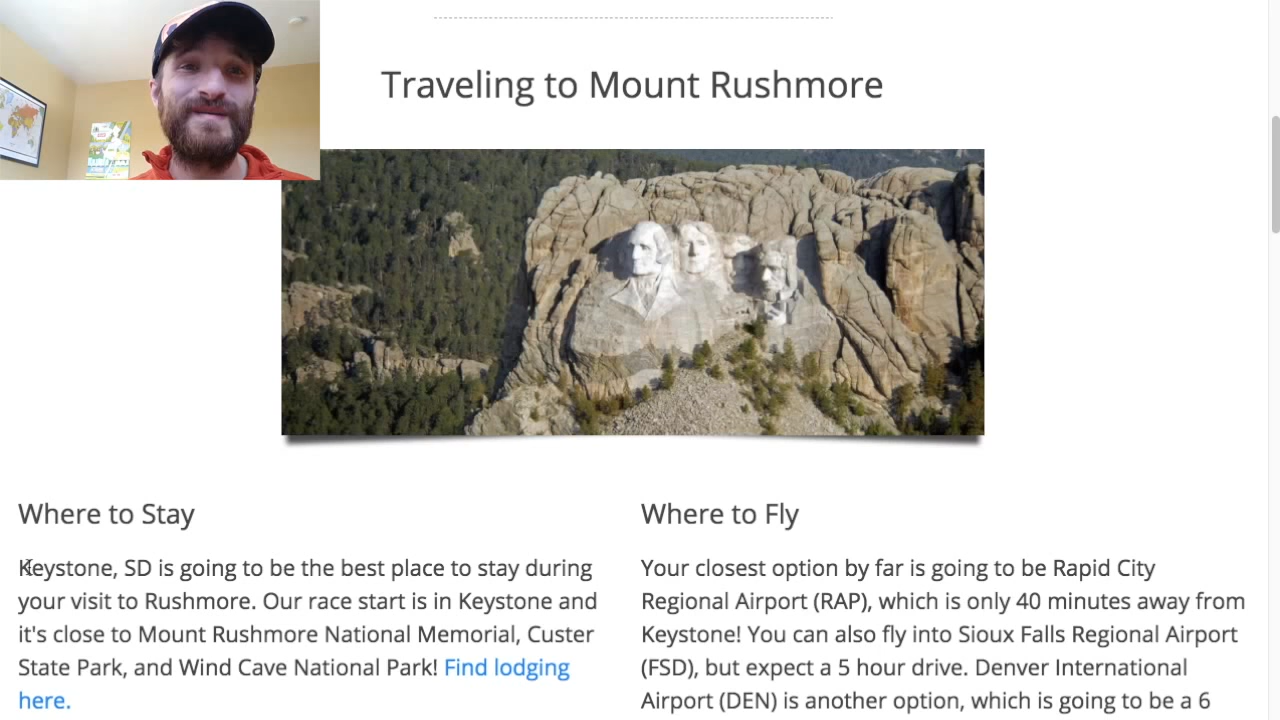 Traveling to Mount Rushmore
Where to Stay
Keystone, SD is going to be the best place to stay during
your visit to Rushmore. Our race start is in Keystone and
it's close to Mount Rushmore National Memorial, Custer
State Park, and Wind Cave National Park! Find lodging
here.
Where to Fly
Your closest option by far is going to be Rapid City
Regional Airport (RAP), which is only 40 minutes away from
Keystone! You can also fly into Sioux Falls Regional Airport
(FSD), but expect a 5 hour drive. Denver International
Airport (DEN) is another option, which is going to be a 6